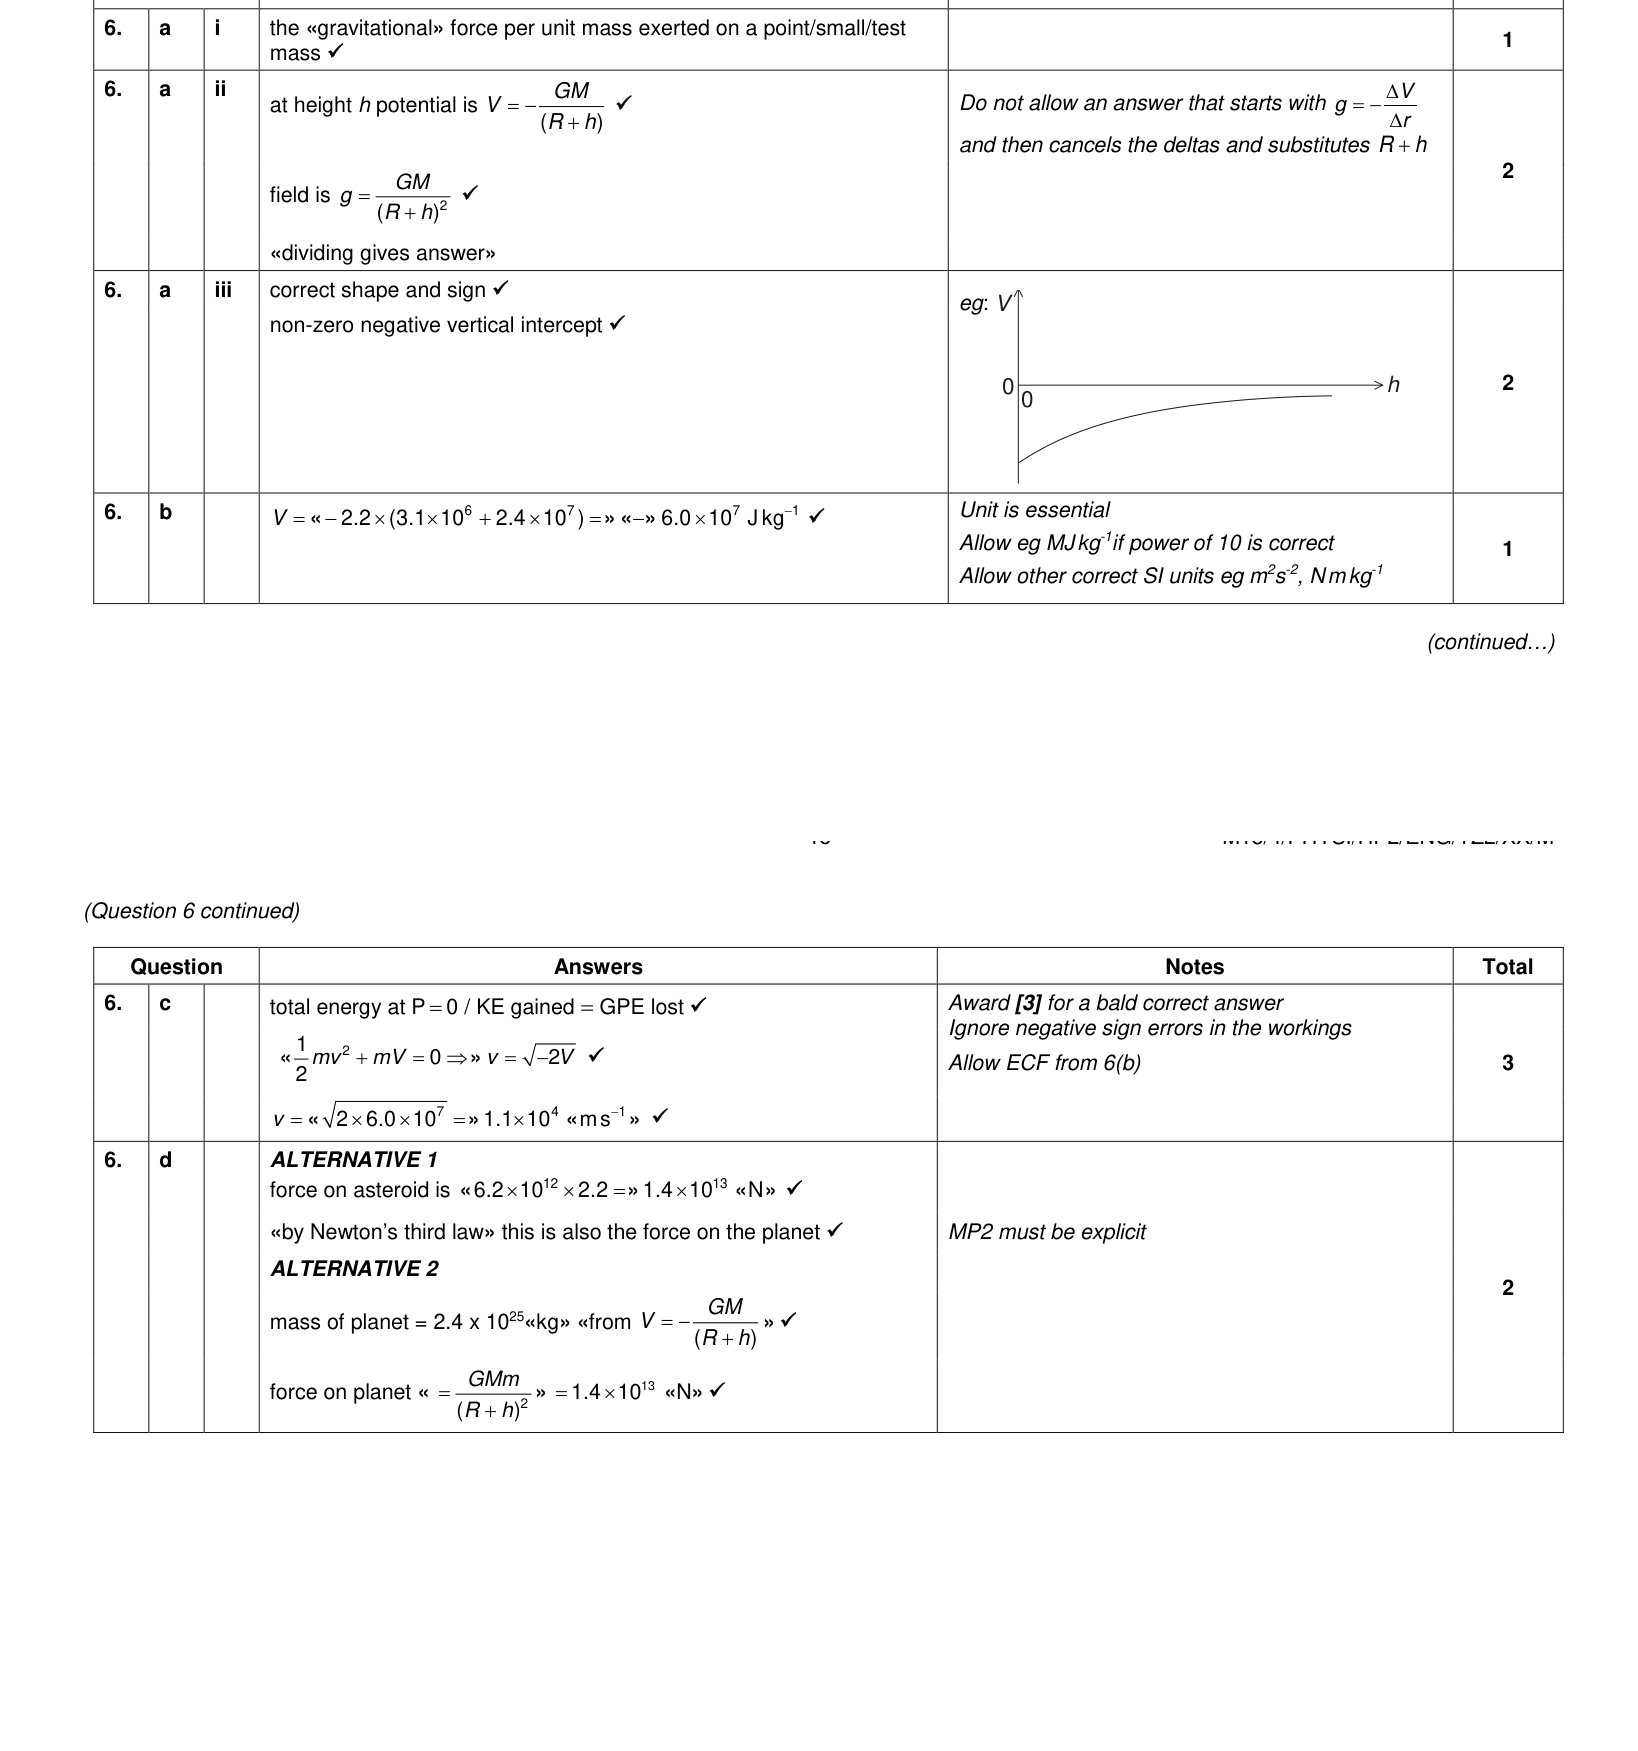 6. a i the «gravitational» force per unit mass exerted on a point/small/test
mass ✓
1
6. a ii at height h potential is V = −GM/(R + h) ✓
Do not allow an answer that starts with g = −ΔV/Δr
and then cancels the deltas and substitutes R + h
field is g = GM/(R + h)² ✓
«dividing gives answer»
2
6. a iii correct shape and sign ✓
non-zero negative vertical intercept ✓
eg: V
0
0
h
2
6. b V = «− 2.2 × (3.1 × 10⁶ + 2.4 × 10⁷) =» «−» 6.0 × 10⁷ J kg⁻¹ ✓
Unit is essential
Allow eg MJ kg⁻¹ if power of 10 is correct
Allow other correct SI units eg m²s⁻², N m kg⁻¹
1
(continued…)
(Question 6 continued)
Question Answers Notes Total
6. c total energy at P = 0 / KE gained = GPE lost ✓
«1/2 mv² + mV = 0 ⇒» v = √−2V ✓
v = «√2 × 6.0 × 10⁷ =» 1.1 × 10⁴ «m s⁻¹» ✓
Award [3] for a bald correct answer
Ignore negative sign errors in the workings
Allow ECF from 6(b)
3
6. d ALTERNATIVE 1
force on asteroid is «6.2 × 10¹² × 2.2 =» 1.4 × 10¹³ «N» ✓
«by Newton’s third law» this is also the force on the planet ✓
MP2 must be explicit
ALTERNATIVE 2
mass of planet = 2.4 x 10²⁵«kg» «from V = −GM/(R + h)» ✓
force on planet « = GMm/(R + h)² » = 1.4 × 10¹³ «N» ✓
2